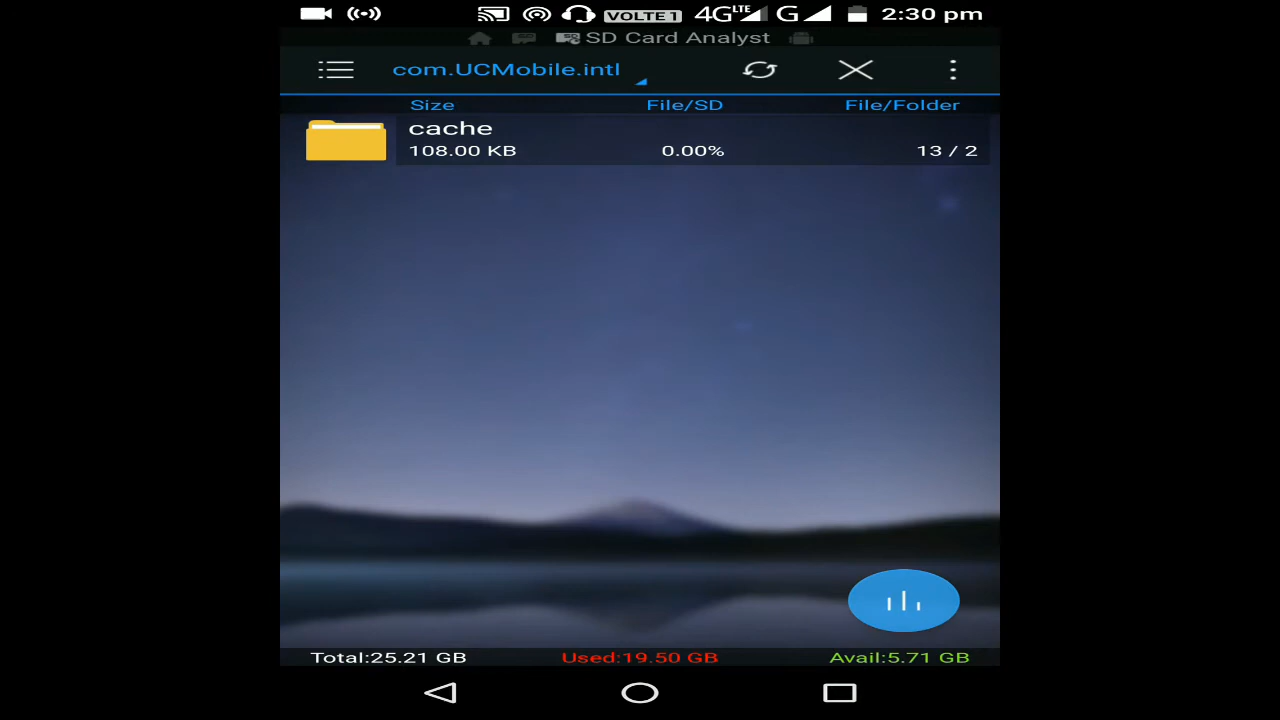 VOLTE 1 4G LTE G 2:30 pm
SD Card Analyst
com.UCMobile.intl
Size File/SD File/Folder
cache
108.00 KB 0.00% 13 / 2
Total:25.21 GB Used:19.50 GB Avail:5.71 GB